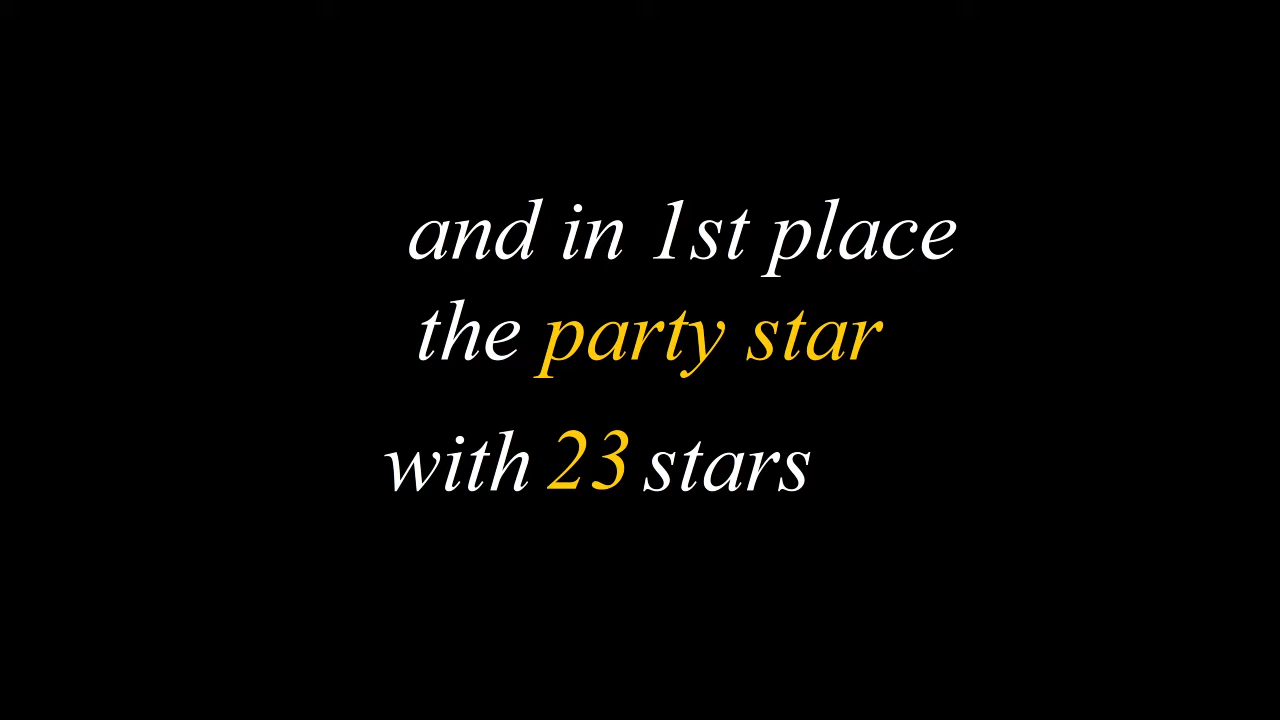 and in 1st place
the party star
with 23 stars